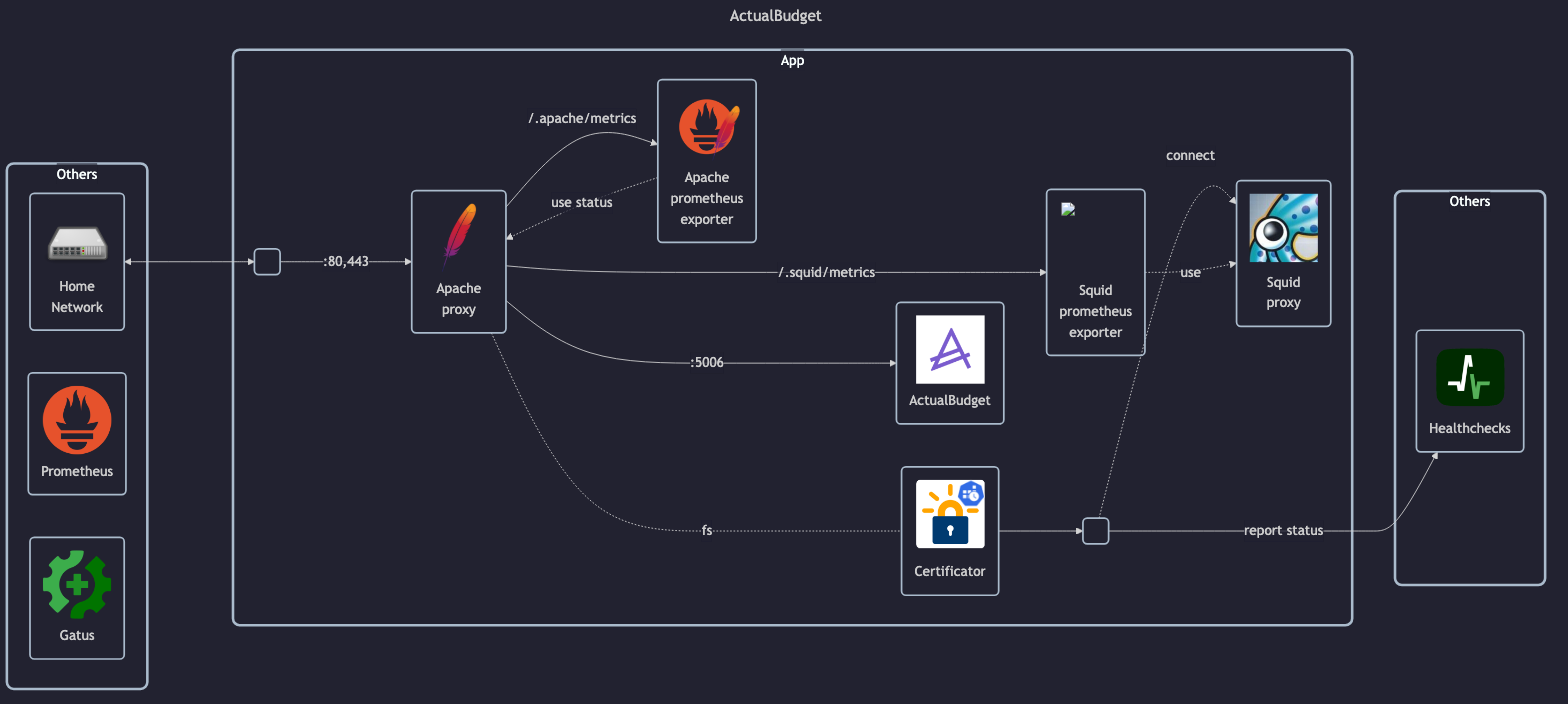 ActualBudget
App
Others
Home
Network
Prometheus
Gatus
:80,443
Apache
proxy
/.apache/metrics
use status
Apache
prometheus
exporter
/.squid/metrics
:5006
fs
ActualBudget
Certificator
Squid
prometheus
exporter
connect
use
Squid
proxy
report status
Others
Healthchecks